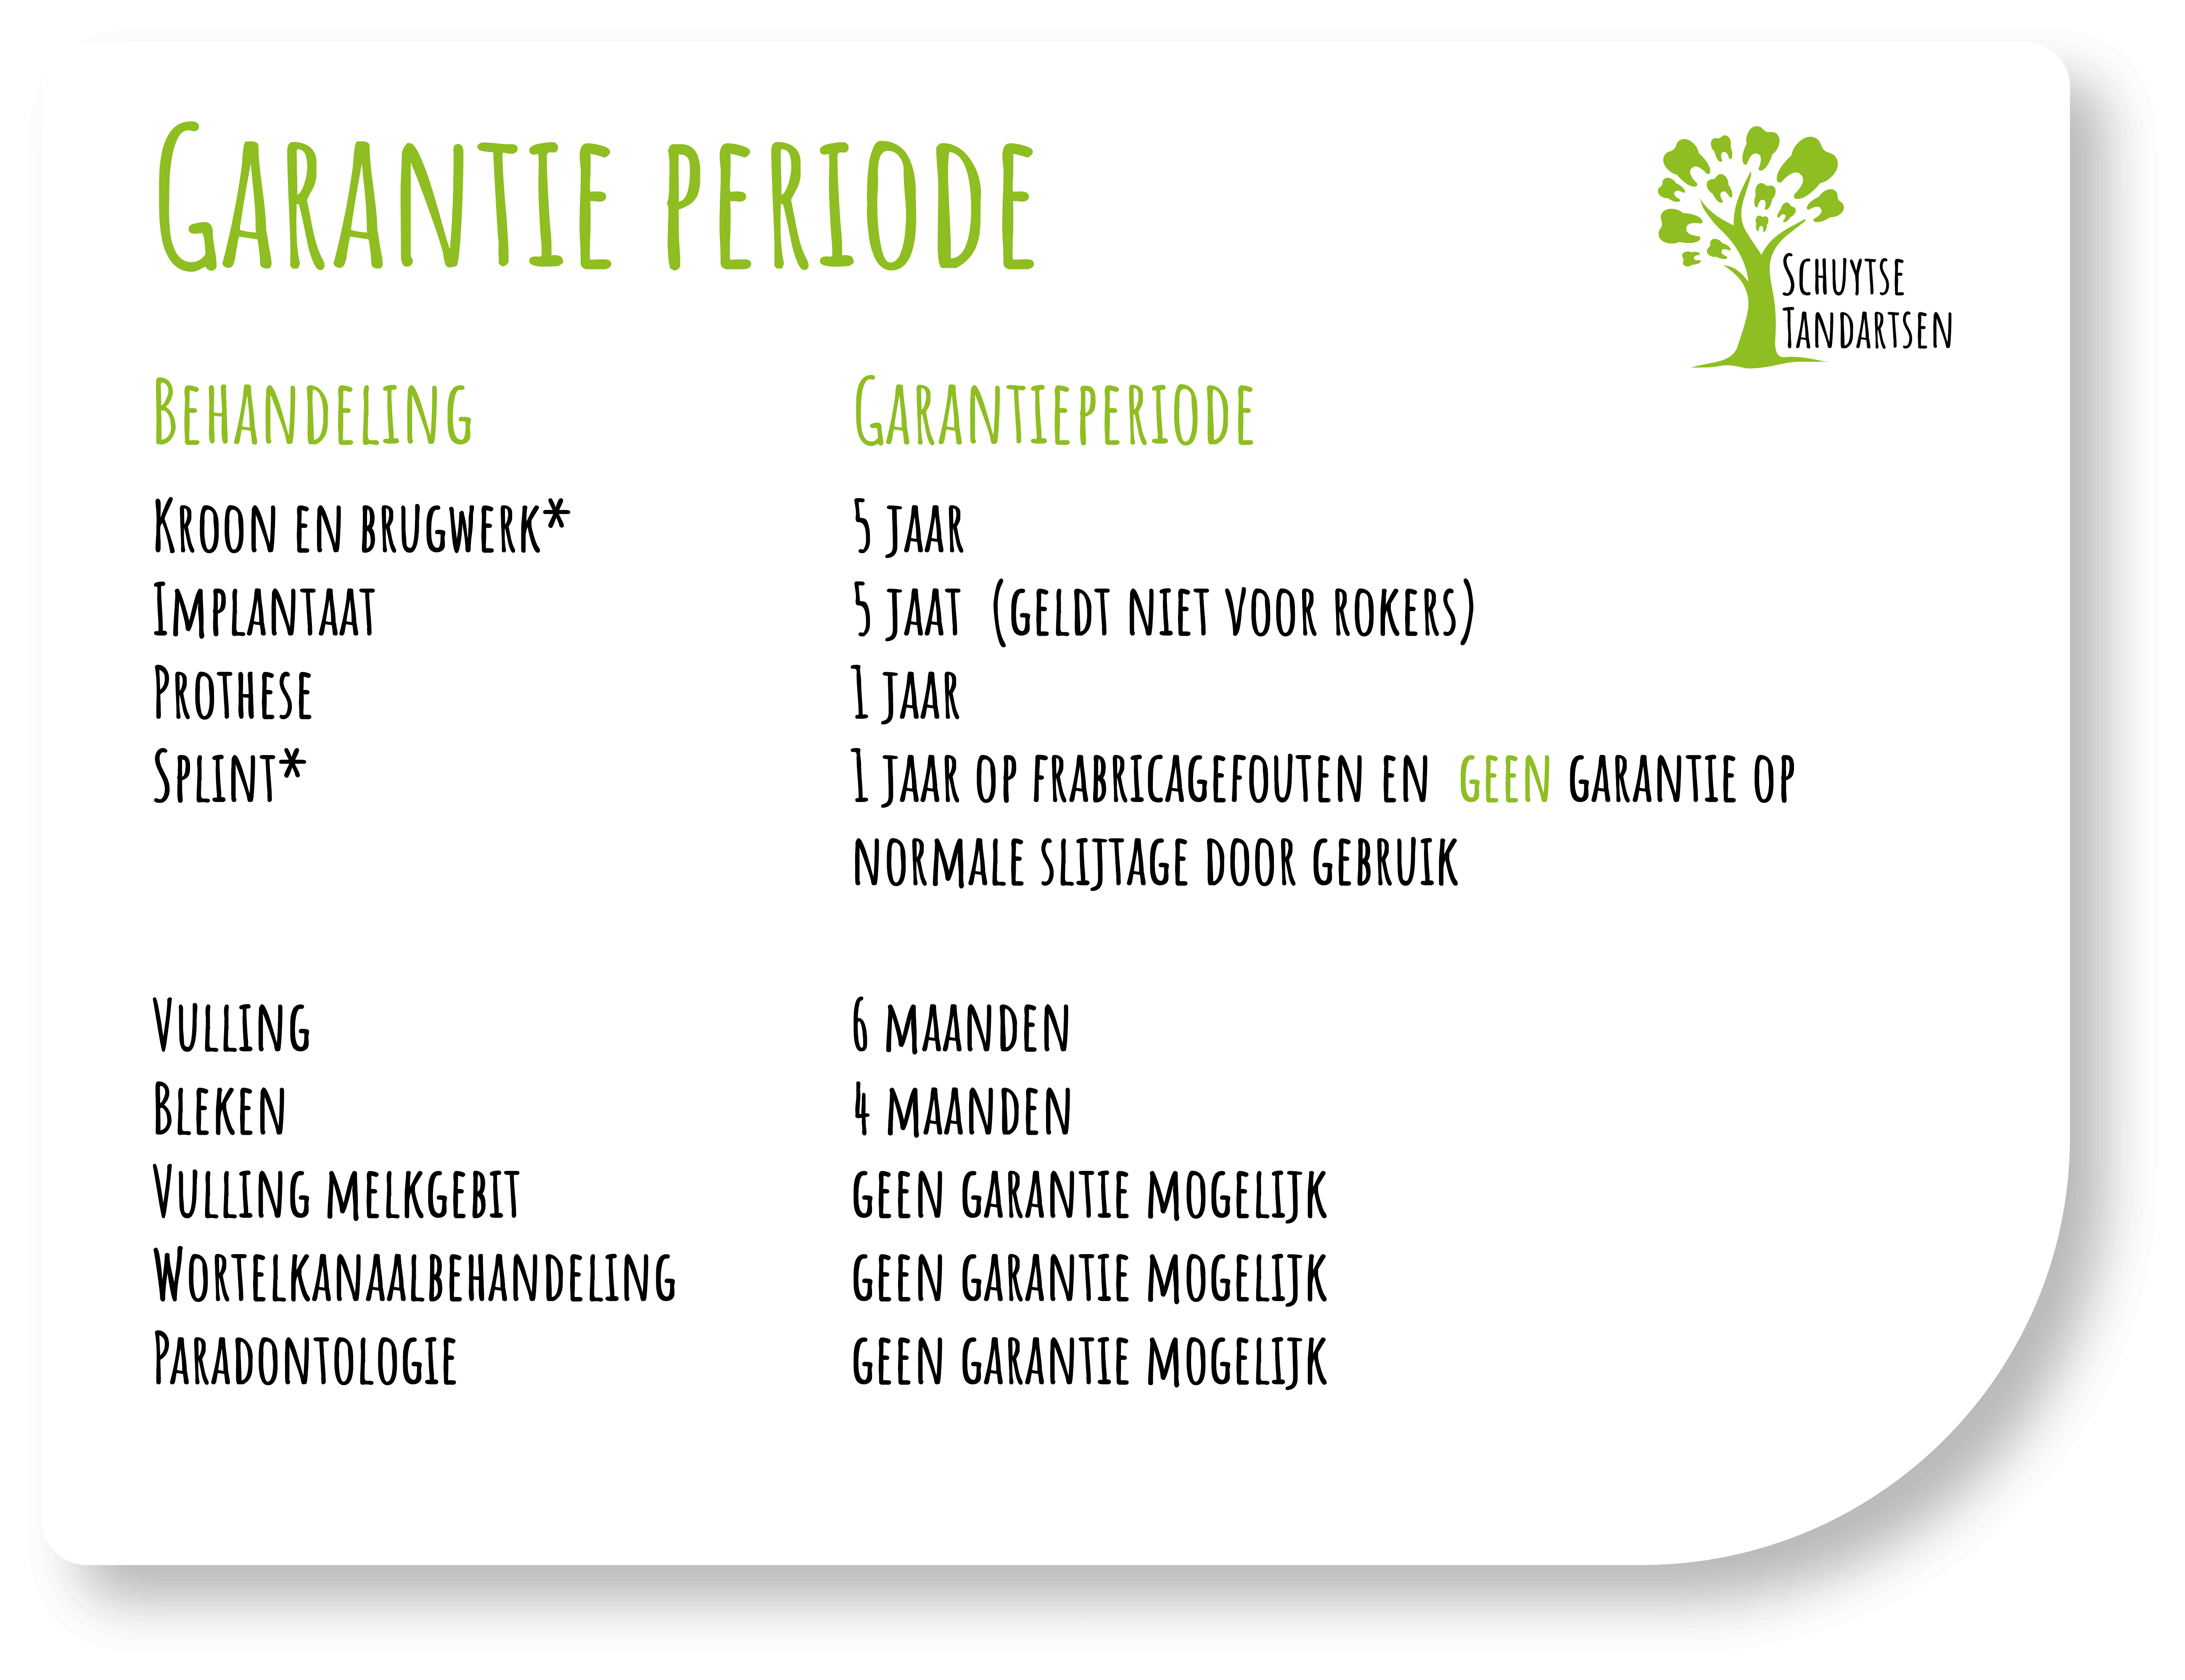 Garantie periode
Schuytse
Tandartsen
Behandeling Garantieperiode
Kroon en brugwerk* 5 jaar
Implantaat 5 jaat (geldt niet voor rokers)
Prothese 1 jaar
Splint* 1 jaar op frabricagefouten en geen garantie op
normale slijtage door gebruik
Vulling 6 maanden
Bleken 4 maanden
Vulling melkgebit geen garantie mogelijk
Wortelkanaalbehandeling geen garantie mogelijk
Paradontologie geen garantie mogelijk